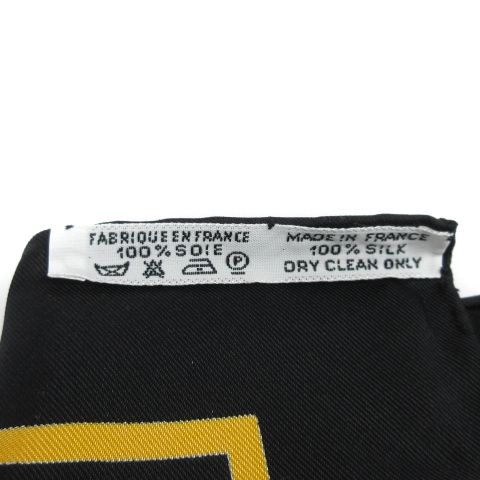 FABRIQUE EN FRANCE
100% SOIE
P
MADE IN FRANCE
100% SILK
DRY CLEAN ONLY